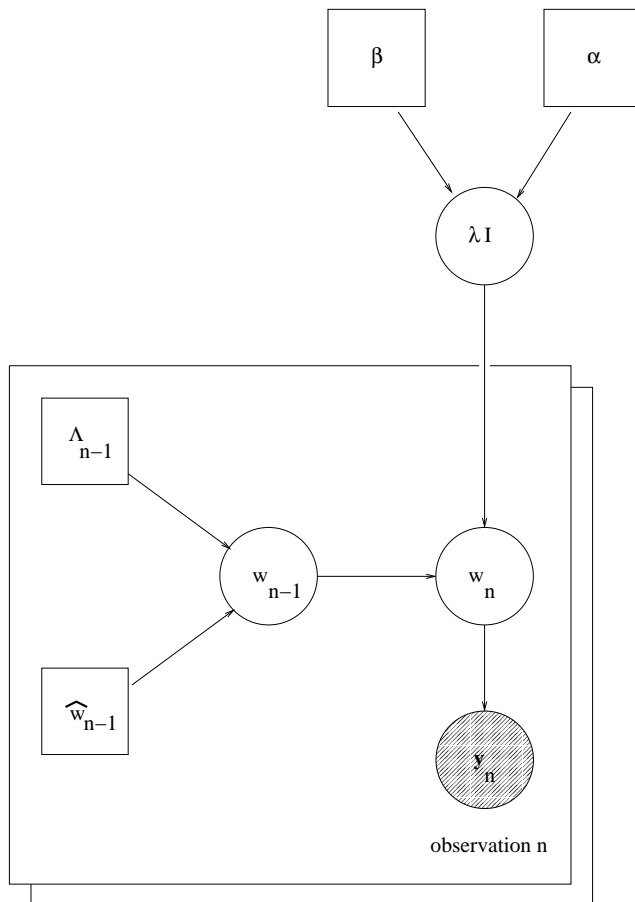 β α
λ I
Λ n−1
w n−1 w n
ŵ n−1
y n
observation n